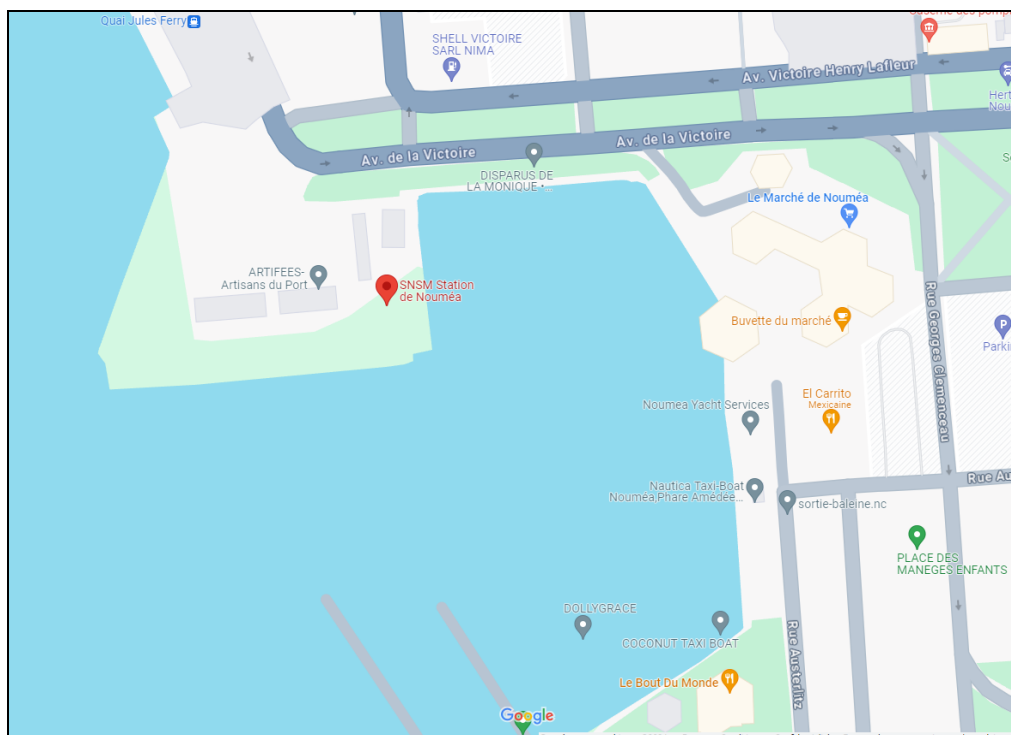 Quai Jules Ferry
SHELL VICTOIRE
SARL NIMA
Av. Victoire Henry Lafleur
Av. de la Victoire
Av. de la Victoire
DISPARUS DE
LA MONIQUE •...
Le Marché de Nouméa
ARTIFEES-
Artisans du Port
SNSM Station
de Nouméa
Buvette du marché
Rue Georges Clemenceau
P
El Carrito
Mexicaine
Noumea Yacht Services
Nautica Taxi-Boat
Nouméa,Phare Amédée...
sortie-baleine.nc
PLACE DES
MANEGES ENFANTS
DOLLYGRACE
COCONUT TAXI BOAT
Rue Austerlitz
Le Bout Du Monde
Google